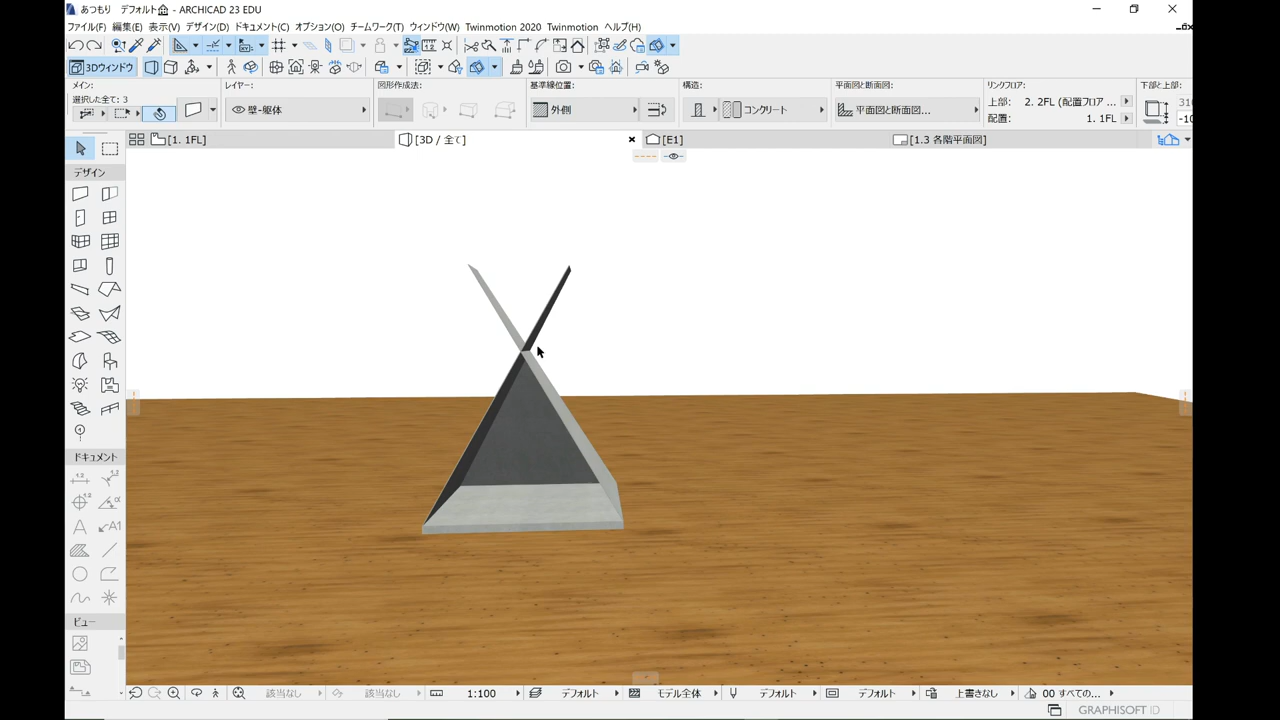 あつもり デフォルト - ARCHICAD 23 EDU
ファイル(F) 編集(E) 表示(V) デザイン(D) ドキュメント(C) オプション(O) チームワーク(T) ウィンドウ(W) Twinmotion 2020 Twinmotion ヘルプ(H)
3Dウィンドウ
メイン: レイヤー: 図形作成法: 基準線位置: 構造: 平面図と断面図: リンクフロア: 下部と上部:
選択した全て: 3
壁-躯体 外側 コンクリート 平面図と断面図...
上部: 2. 2FL (配置フロア ...
配置: 1. 1FL
[1. 1FL] [3D / 全て] [E1] [1.3 各階平面図]
デザイン
ドキュメント
A A1
ビュー
該当なし 該当なし 1:100 デフォルト モデル全体 デフォルト デフォルト 上書きなし 00 すべての...
GRAPHISOFT ID